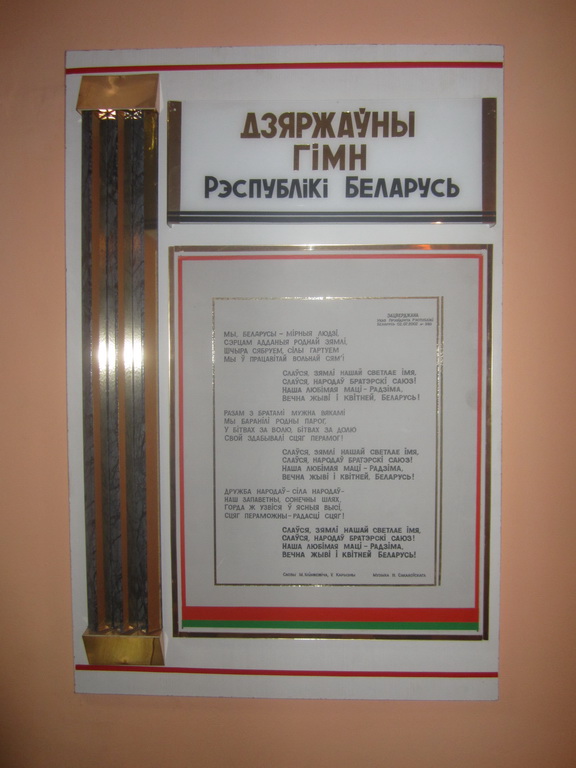 ДЗЯРЖАЎНЫ
ГІМН
РЭСПУБЛІКІ БЕЛАРУСЬ
ЗАЦВЕРДЖАНА
МЫ, БЕЛАРУСЫ – МІРНЫЯ ЛЮДЗІ,
СЭРЦАМ АДДАНЫЯ РОДНАЙ ЗЯМЛІ,
ШЧЫРА СЯБРУЕМ, СІЛЫ ГАРТУЕМ
МЫ Ў ПРАЦАВІТАЙ ВОЛЬНАЙ СЯМ'І
СЛАЎСЯ, ЗЯМЛІ НАШАЙ СВЕТЛАЕ ІМЯ,
СЛАЎСЯ, НАРОДАЎ БРАТЭРСКІ САЮЗ!
НАША ЛЮБІМАЯ МАЦІ – РАДЗІМА,
ВЕЧНА ЖЫВІ І КВІТНЕЙ, БЕЛАРУСЬ!
РАЗАМ З БРАТАМІ МУЖНА ВЯКАМІ
МЫ БАРАНІЛІ РОДНЫ ПАРОГ,
У БІТВАХ ЗА ВОЛЮ, БІТВАХ ЗА ДОЛЮ
СВОЙ ЗДАБЫВАЛІ СЦЯГ ПЕРАМОГ!
СЛАЎСЯ, ЗЯМЛІ НАШАЙ СВЕТЛАЕ ІМЯ,
СЛАЎСЯ, НАРОДАЎ БРАТЭРСКІ САЮЗ!
НАША ЛЮБІМАЯ МАЦІ – РАДЗІМА,
ВЕЧНА ЖЫВІ І КВІТНЕЙ, БЕЛАРУСЬ!
ДРУЖБА НАРОДАЎ – СІЛА НАРОДАЎ –
НАШ ЗАПАВЕТНЫ, СОНЕЧНЫ ШЛЯХ,
ГОРДА Ж УЗВІСЯ Ў ЯСНЫЯ ВЫСІ,
СЦЯГ ПЕРАМОЖНЫ – РАДАСЦІ СЦЯГ!
СЛАЎСЯ, ЗЯМЛІ НАШАЙ СВЕТЛАЕ ІМЯ,
СЛАЎСЯ, НАРОДАЎ БРАТЭРСКІ САЮЗ!
НАША ЛЮБІМАЯ МАЦІ – РАДЗІМА,
ВЕЧНА ЖЫВІ І КВІТНЕЙ БЕЛАРУСЬ!